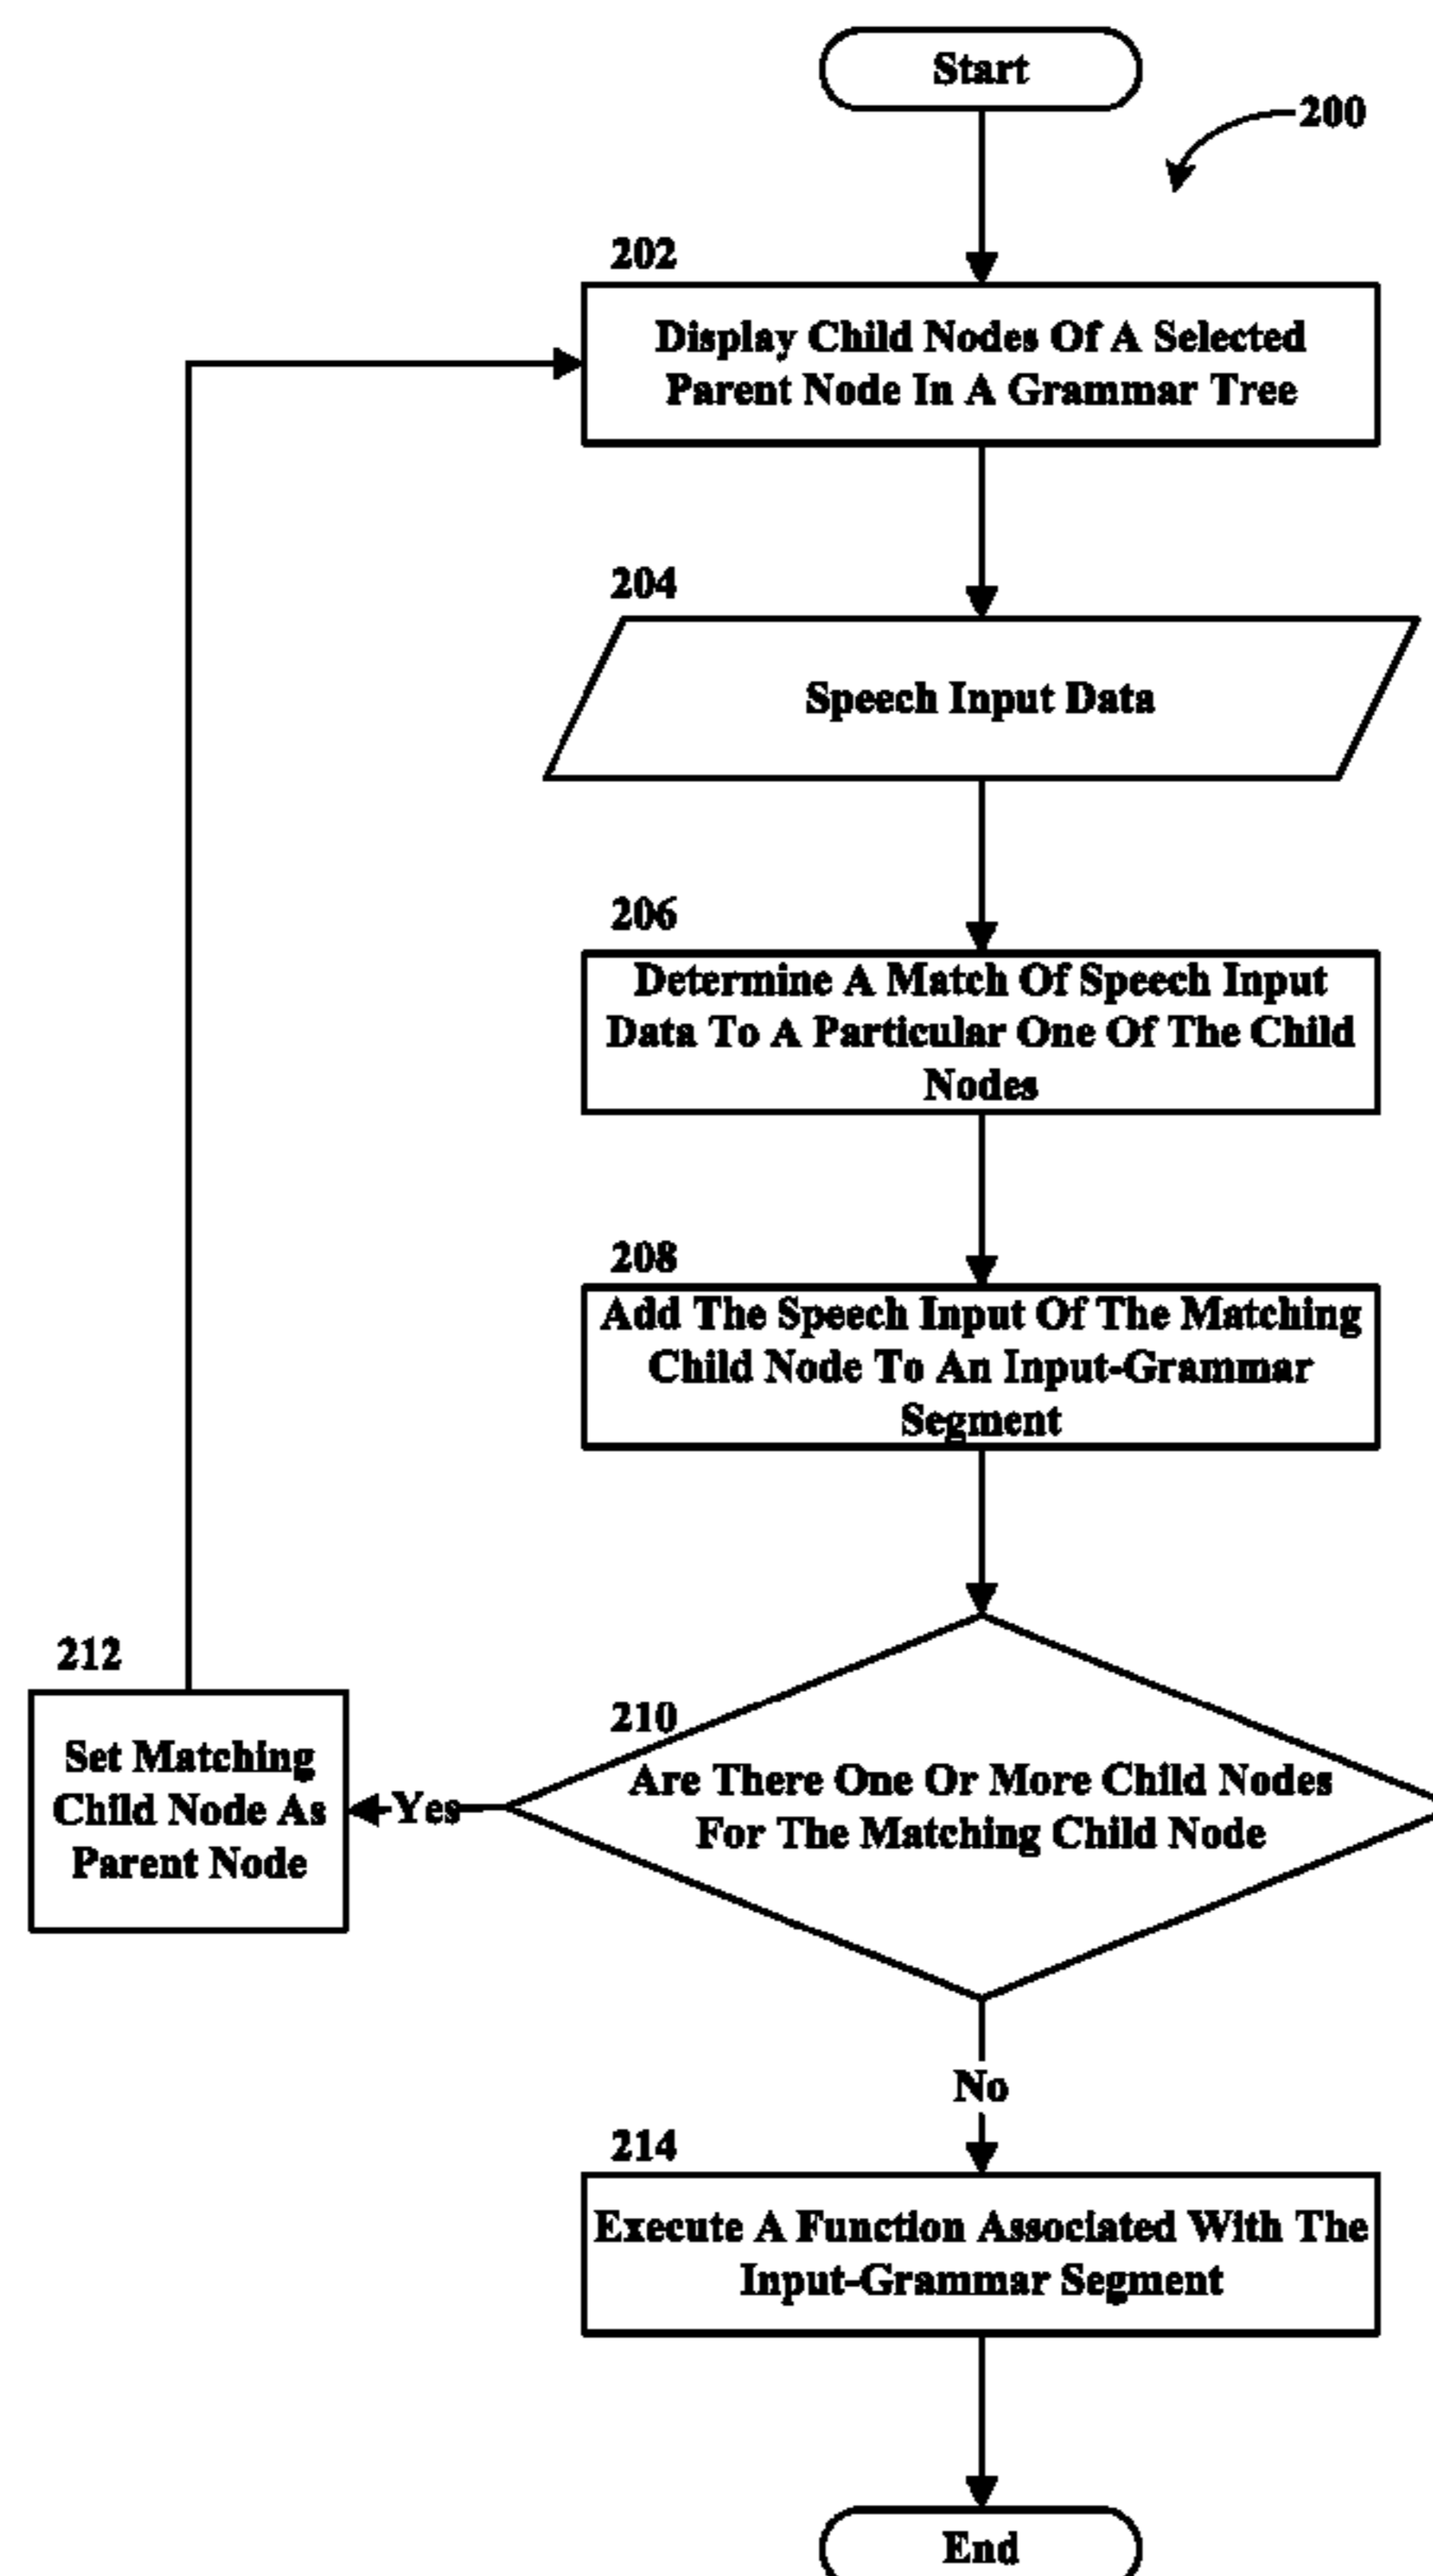 Start
200
202
Display Child Nodes Of A Selected
Parent Node In A Grammar Tree
204
Speech Input Data
206
Determine A Match Of Speech Input
Data To A Particular One Of The Child
Nodes
208
Add The Speech Input Of The Matching
Child Node To An Input-Grammar
Segment
212
Set Matching
Child Node As
Parent Node
Yes
210
Are There One Or More Child Nodes
For The Matching Child Node
No
214
Execute A Function Associated With The
Input-Grammar Segment
End